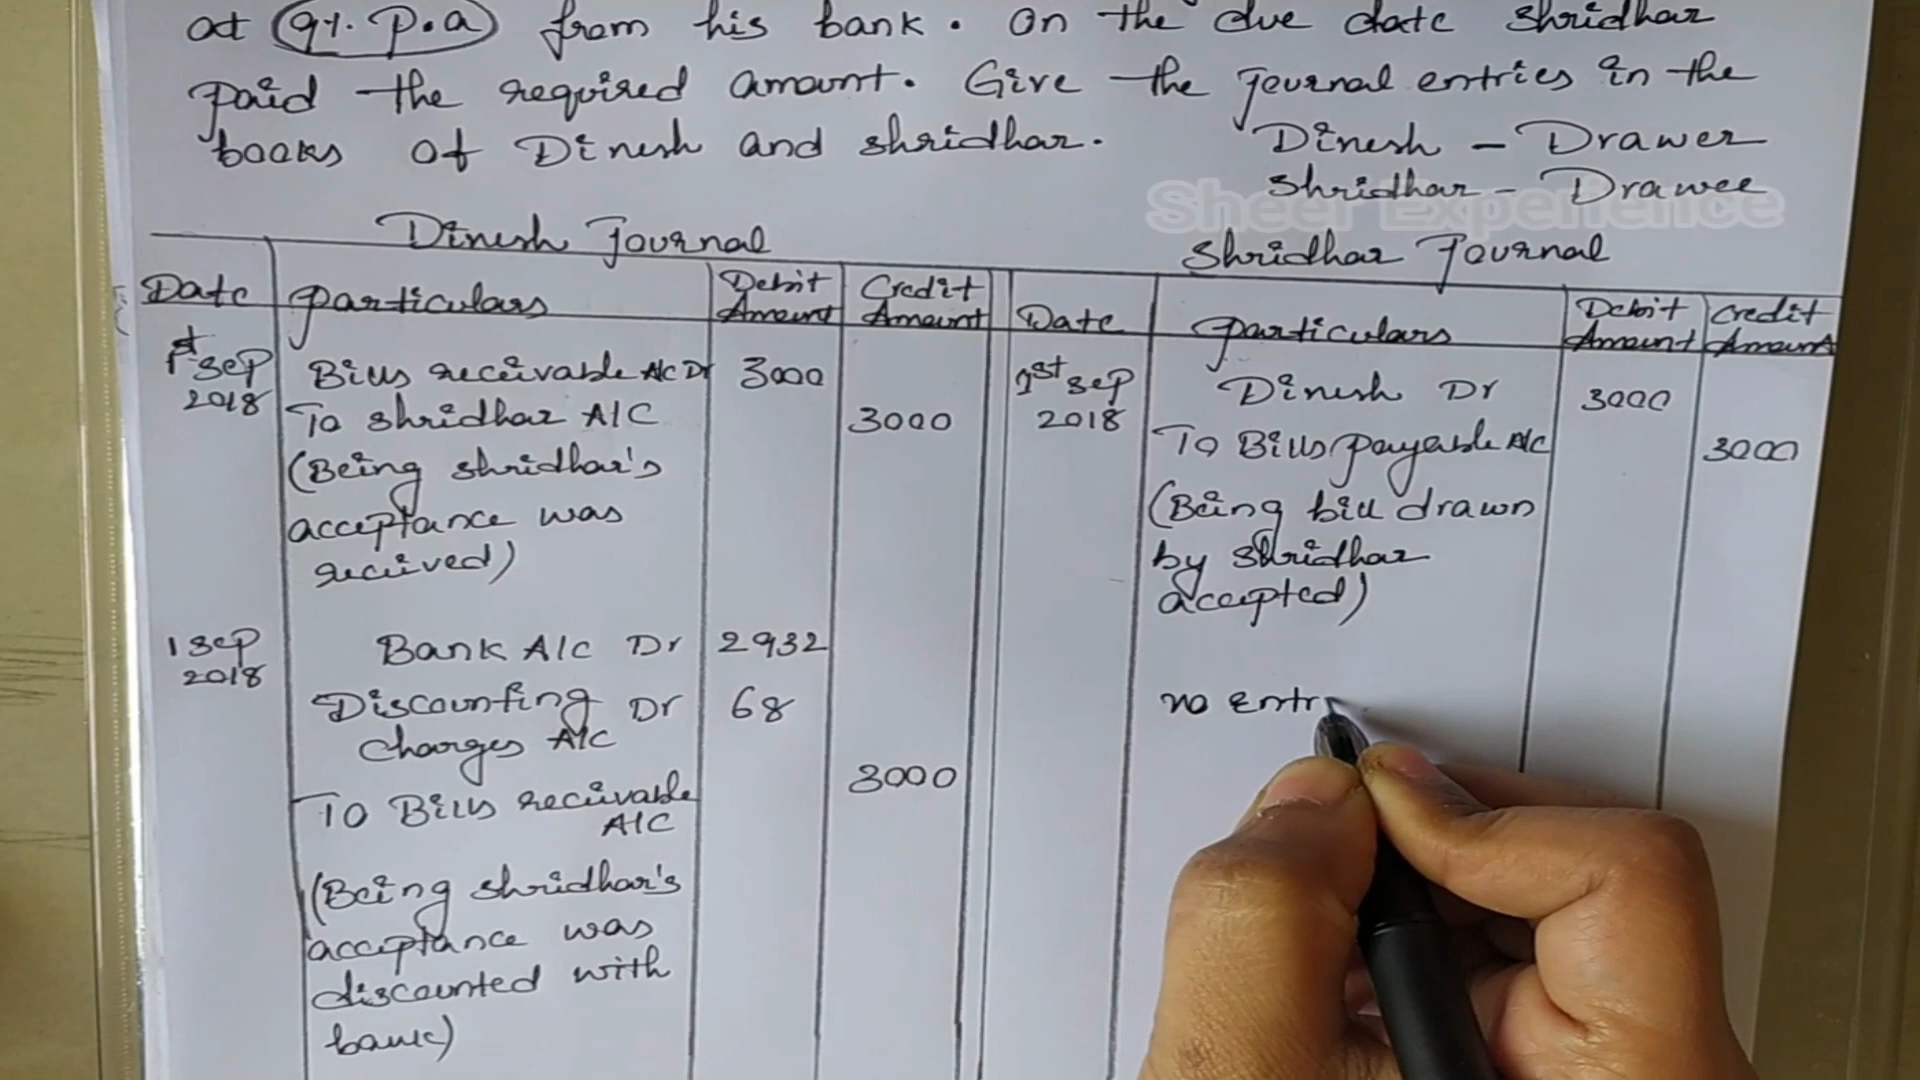 at 9%. p.a from his bank. On the due date Shridhar
paid the required amount. Give the Journal entries in the
books of Dinesh and Shridhar.
Dinesh - Drawer
Shridhar - Drawee
Sheer Experience
Dinesh Journal
Date Particulars Debit Amount Credit Amount
1st Sep Bills receivable A/C Dr 3000
2018 To Shridhar A/C 3000
(Being Shridhar's
acceptance was
received)
1 Sep Bank A/C Dr 2932
2018
Discounting Dr 68
charges A/C
To Bills receivable 3000
A/C
(Being Shridhar's
acceptance was
discounted with
bank)
Shridhar Journal
Date Particulars Debit Amount Credit Amount
1st Sep Dinesh Dr 3000
2018 To Bills payable A/C 3000
(Being bill drawn
by Shridhar
accepted)
no Entr